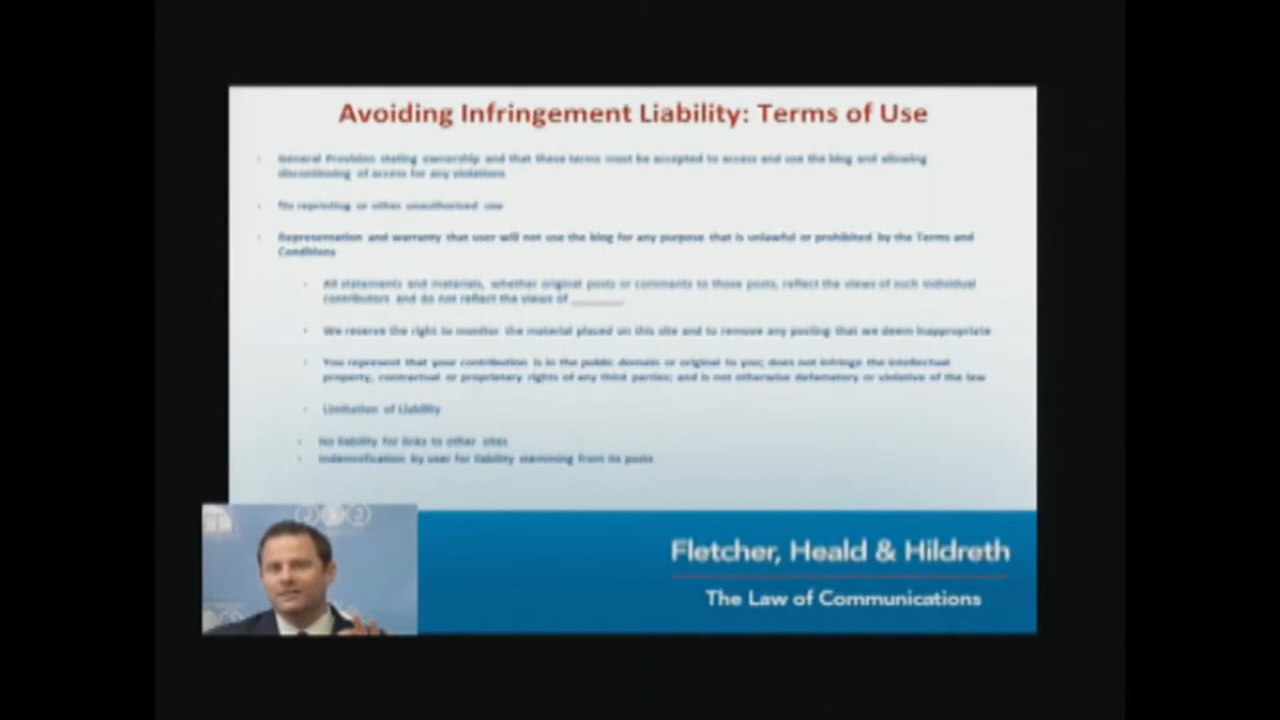 Avoiding Infringement Liability: Terms of Use
General Provision stating ownership and that these terms must be accepted to access and use the blog and allowing
discontinuing of access for any violations
No reprinting or other unauthorized use
Representation and warranty that user will not use the blog for any purpose that is unlawful or prohibited by the Terms and
Conditions
All statements and materials, whether original posts or comments to those posts, reflect the views of such individual
contributors and do not reflect the views of ________
We reserve the right to monitor the material placed on this site and to remove any posting that we deem inappropriate
You represent that your contribution is in the public domain or original to you; does not infringe the intellectual
property, contractual or proprietary rights of any third parties; and is not otherwise defamatory or violative of the law
Limitation of Liability
No liability for links to other sites
Indemnification by user for liability stemming from its posts
Fletcher, Heald & Hildreth
The Law of Communications